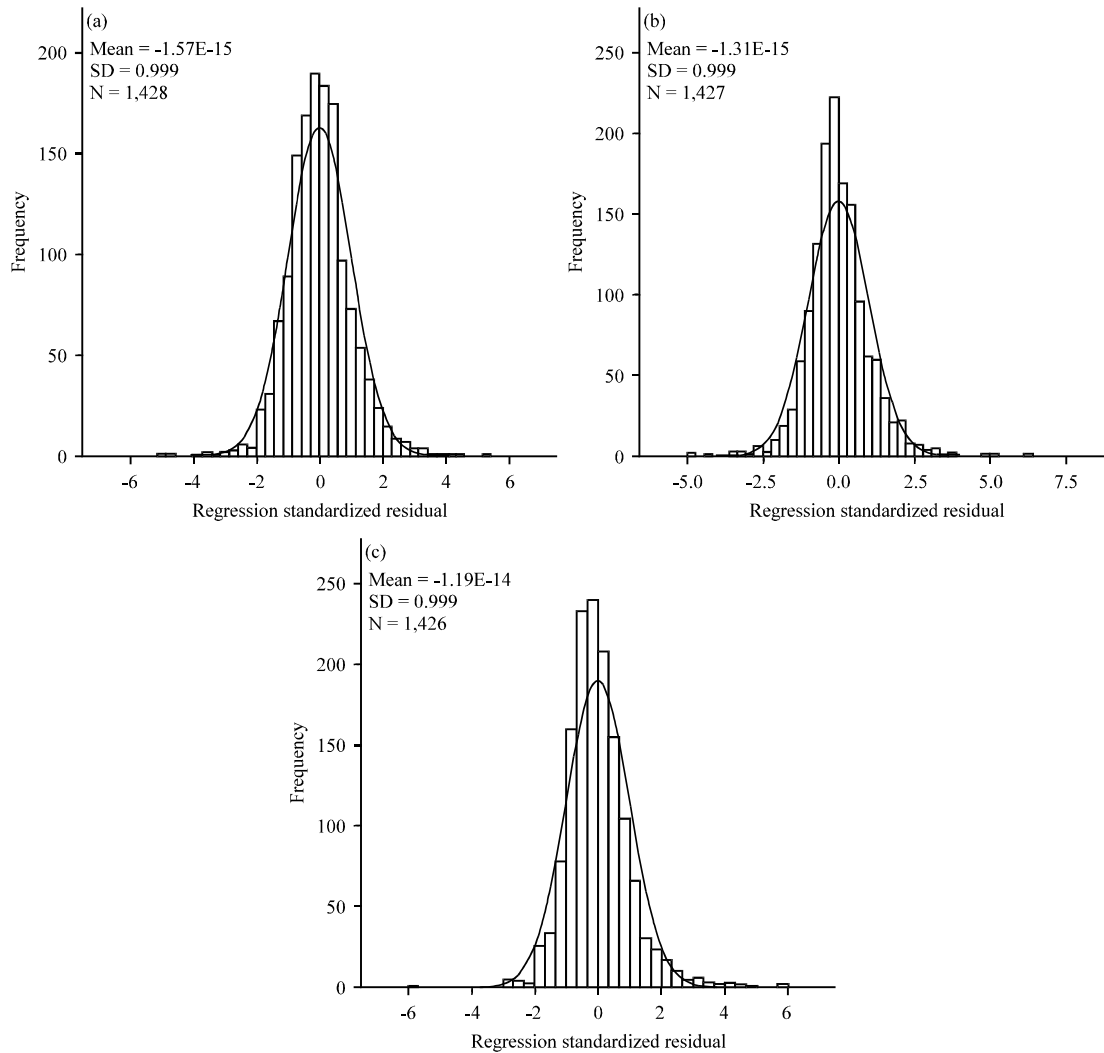 (a)
Mean = -1.57E-15
SD = 0.999
N = 1,428
200
150
100
50
0
Frequency
-6
-4
-2
0
2
4
6
Regression standardized residual
(b)
Mean = -1.31E-15
SD = 0.999
N = 1,427
250
200
150
100
50
0
Frequency
-5.0
-2.5
0.0
2.5
5.0
7.5
Regression standardized residual
(c)
Mean = -1.19E-14
SD = 0.999
N = 1,426
250
200
150
100
50
0
Frequency
-6
-4
-2
0
2
4
6
Regression standardized residual